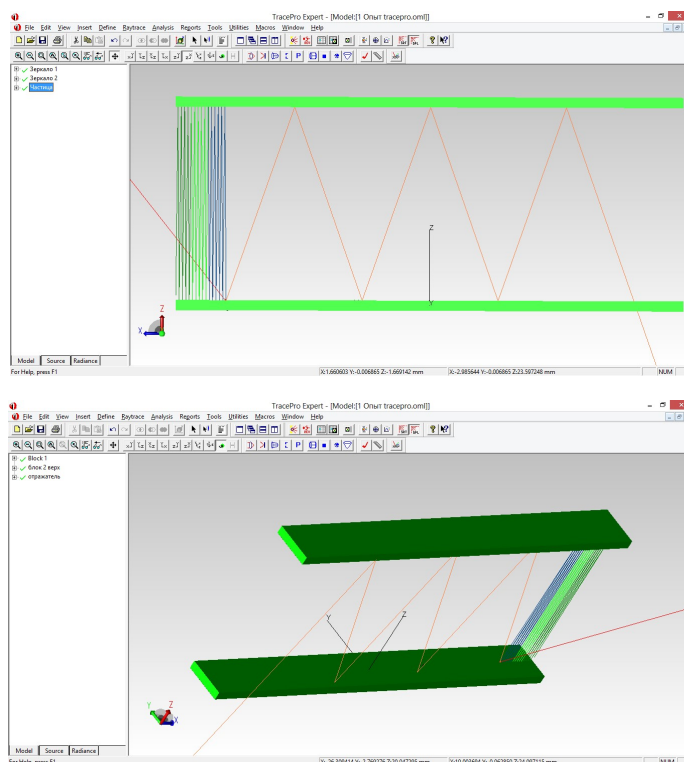 TracePro Expert - [Model:[1 Опыт tracepro.oml]]
File Edit View Insert Define Raytrace Analysis Reports Tools Utilities Macros Window Help
Зеркало 1
Зеркало 2
Частица
Z
Y
Z
X
Model Source Radiance
For Help, press F1 X:1.660603 Y:-0.006865 Z:-1.669142 mm X:-2.985644 Y:-0.006865 Z:23.597248 mm NUM
TracePro Expert - [Model:[1 Опыт tracepro.oml]]
File Edit View Insert Define Raytrace Analysis Reports Tools Utilities Macros Window Help
Block 1
блок 2 верх
отражатель
Y
Z
Y
Z
X
Model Source Radiance